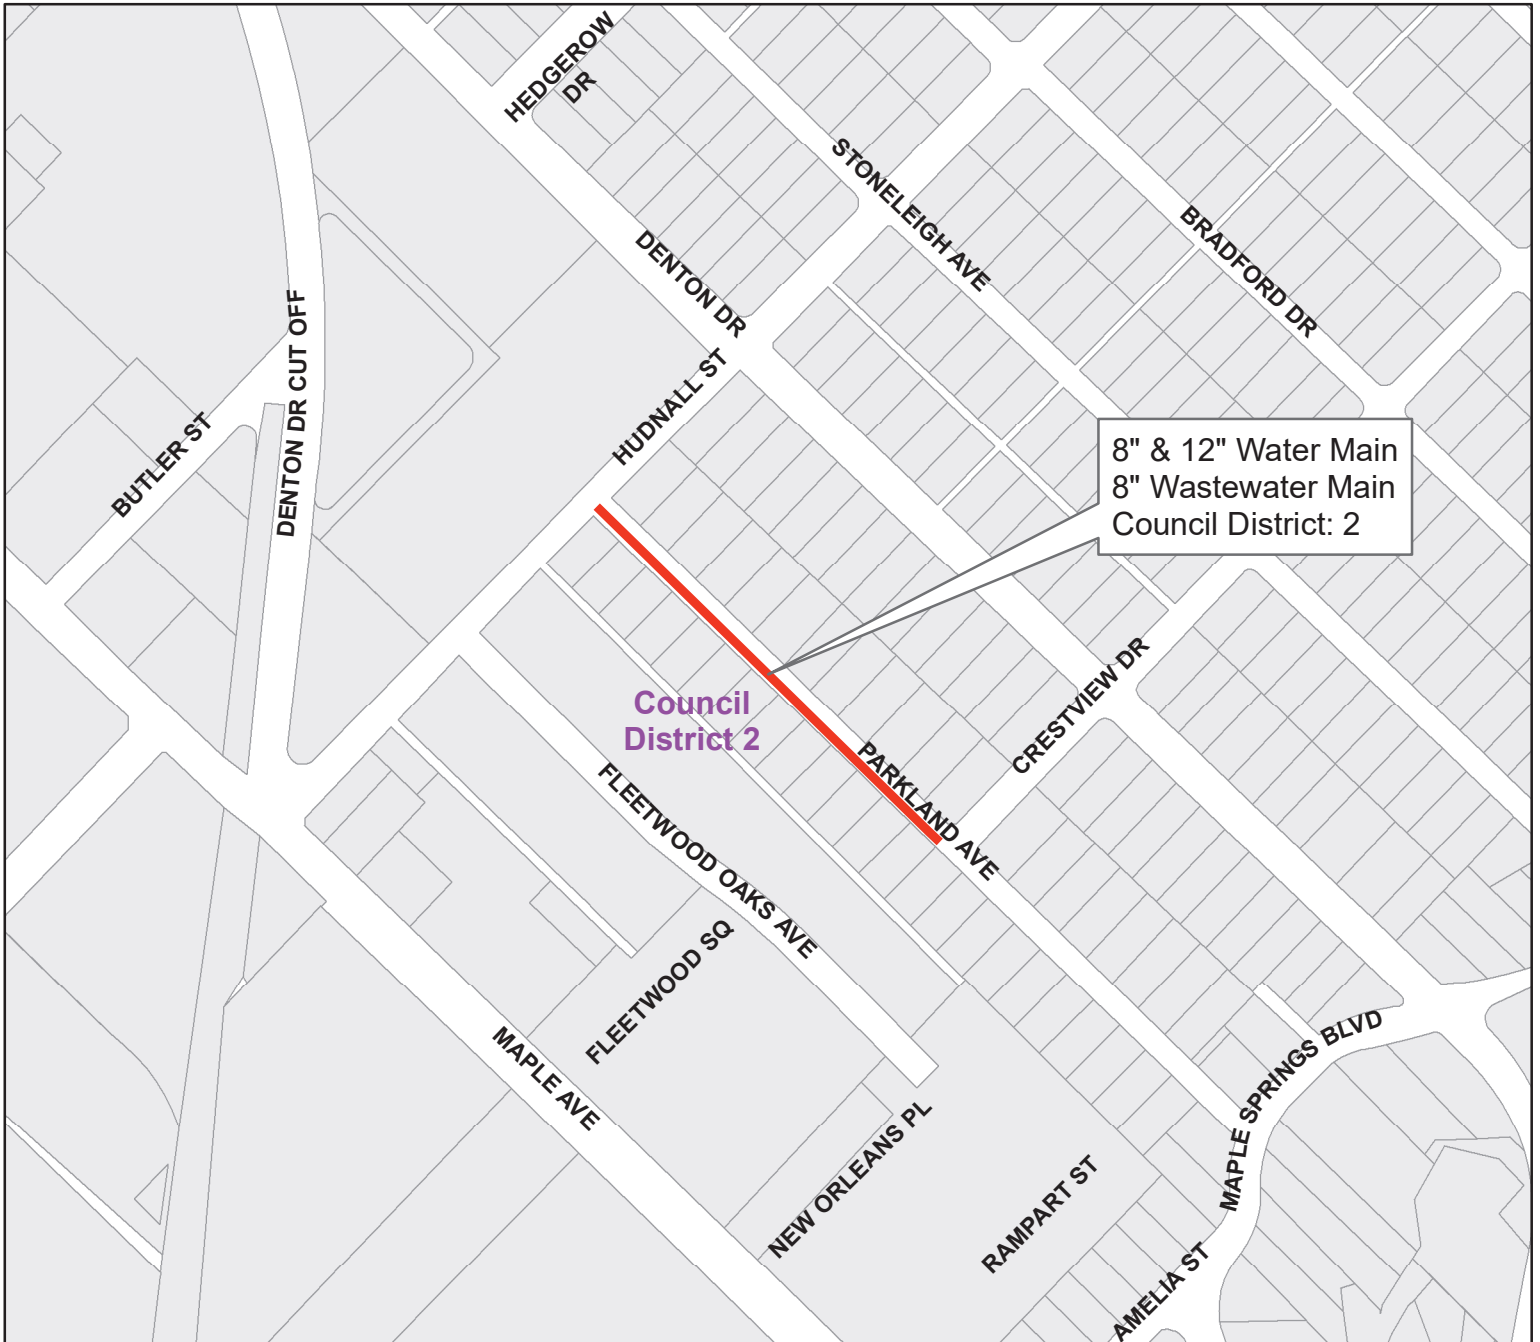 HEDGEROW
DR
STONELEIGH AVE
BRADFORD DR
DENTON DR
DENTON DR CUT OFF
HUDNALL ST
BUTLER ST
8" & 12" Water Main
8" Wastewater Main
Council District: 2
CRESTVIEW DR
Council
District 2
PARKLAND AVE
FLEETWOOD OAKS AVE
FLEETWOOD SQ
MAPLE AVE
MAPLE SPRINGS BLVD
NEW ORLEANS PL
RAMPART ST
AMELIA ST